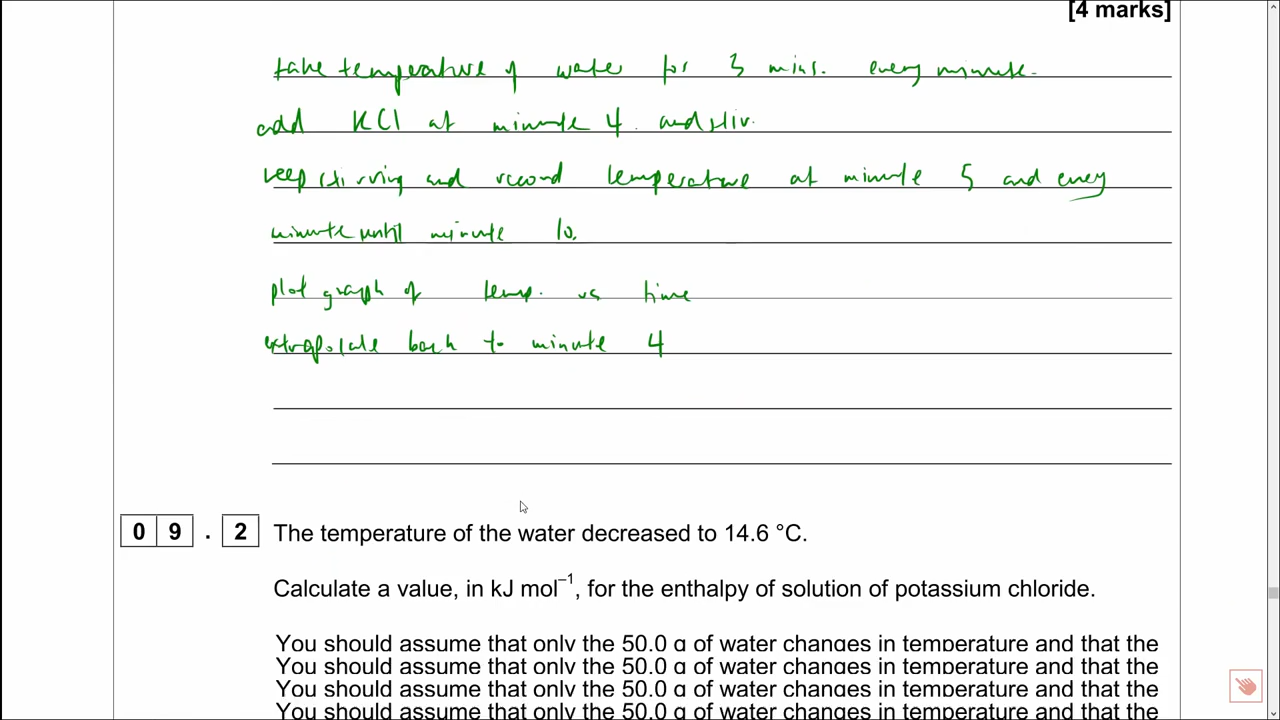 [4 marks]
take temperature of water for 3 mins. every minute.
add KCl at minute 4. and stir.
keep stirring and record temperature at minute 5 and every
minute until minute 10.
plot graph of temp. vs time
extrapolate back to minute 4
09.2 The temperature of the water decreased to 14.6 °C.
Calculate a value, in kJ mol⁻¹, for the enthalpy of solution of potassium chloride.
You should assume that only the 50.0 g of water changes in temperature and that the
You should assume that only the 50.0 g of water changes in temperature and that the
You should assume that only the 50.0 g of water changes in temperature and that the
You should assume that only the 50.0 g of water changes in temperature and that the